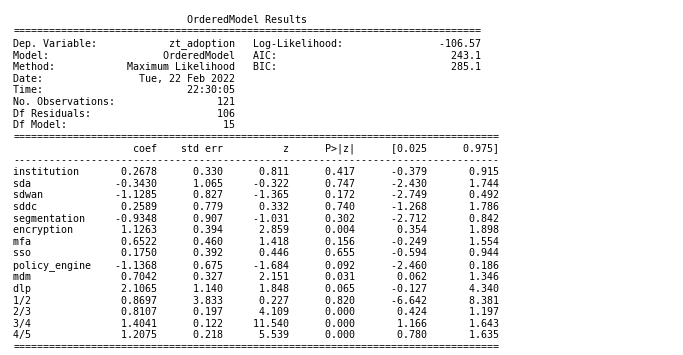 OrderedModel Results
==============================================================================
Dep. Variable: zt_adoption Log-Likelihood: -106.57
Model: OrderedModel AIC: 243.1
Method: Maximum Likelihood BIC: 285.1
Date: Tue, 22 Feb 2022
Time: 22:30:05
No. Observations: 121
Df Residuals: 106
Df Model: 15
=================================================================================
coef std err z P>|z| [0.025 0.975]
---------------------------------------------------------------------------------
institution 0.2678 0.330 0.811 0.417 -0.379 0.915
sda -0.3430 1.065 -0.322 0.747 -2.430 1.744
sdwan -1.1285 0.827 -1.365 0.172 -2.749 0.492
sddc 0.2589 0.779 0.332 0.740 -1.268 1.786
segmentation -0.9348 0.907 -1.031 0.302 -2.712 0.842
encryption 1.1263 0.394 2.859 0.004 0.354 1.898
mfa 0.6522 0.460 1.418 0.156 -0.249 1.554
sso 0.1750 0.392 0.446 0.655 -0.594 0.944
policy_engine -1.1368 0.675 -1.684 0.092 -2.460 0.186
mdm 0.7042 0.327 2.151 0.031 0.062 1.346
dlp 2.1065 1.140 1.848 0.065 -0.127 4.340
1/2 0.8697 3.833 0.227 0.820 -6.642 8.381
2/3 0.8107 0.197 4.109 0.000 0.424 1.197
3/4 1.4041 0.122 11.540 0.000 1.166 1.643
4/5 1.2075 0.218 5.539 0.000 0.780 1.635
=================================================================================